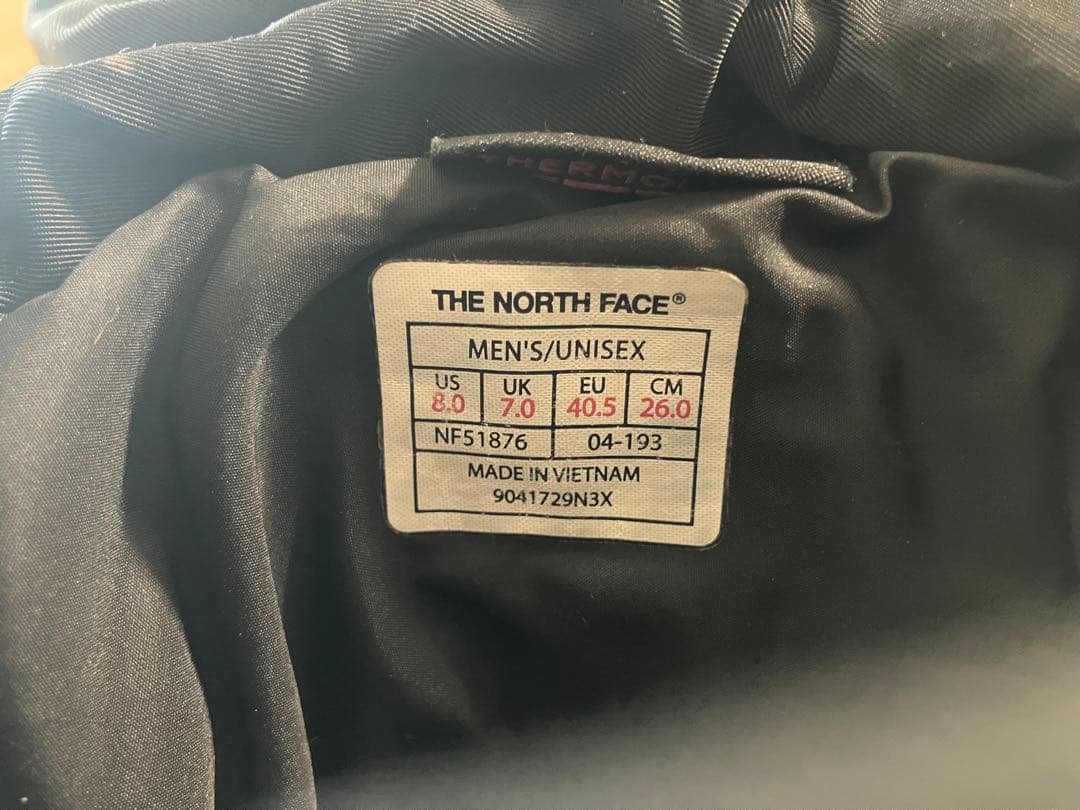 THERMO
THE NORTH FACE®
MEN'S/UNISEX
US UK EU CM
8.0 7.0 40.5 26.0
NF51876 04-193
MADE IN VIETNAM
9041729N3X